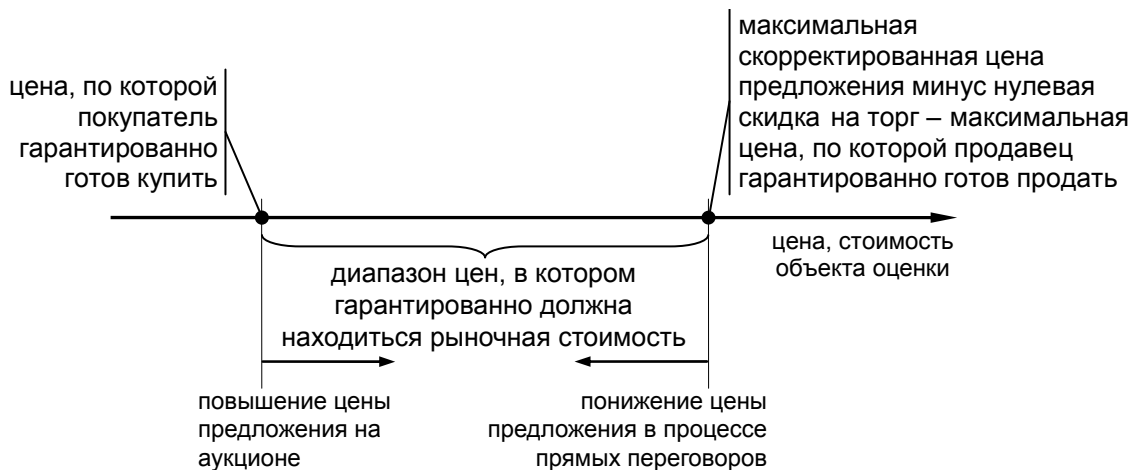 цена, по которой
покупатель
гарантированно
готов купить
максимальная
скорректированная цена
предложения минус нулевая
скидка на торг – максимальная
цена, по которой продавец
гарантированно готов продать
цена, стоимость
объекта оценки
диапазон цен, в котором
гарантированно должна
находиться рыночная стоимость
повышение цены
предложения на
аукционе
понижение цены
предложения в процессе
прямых переговоров